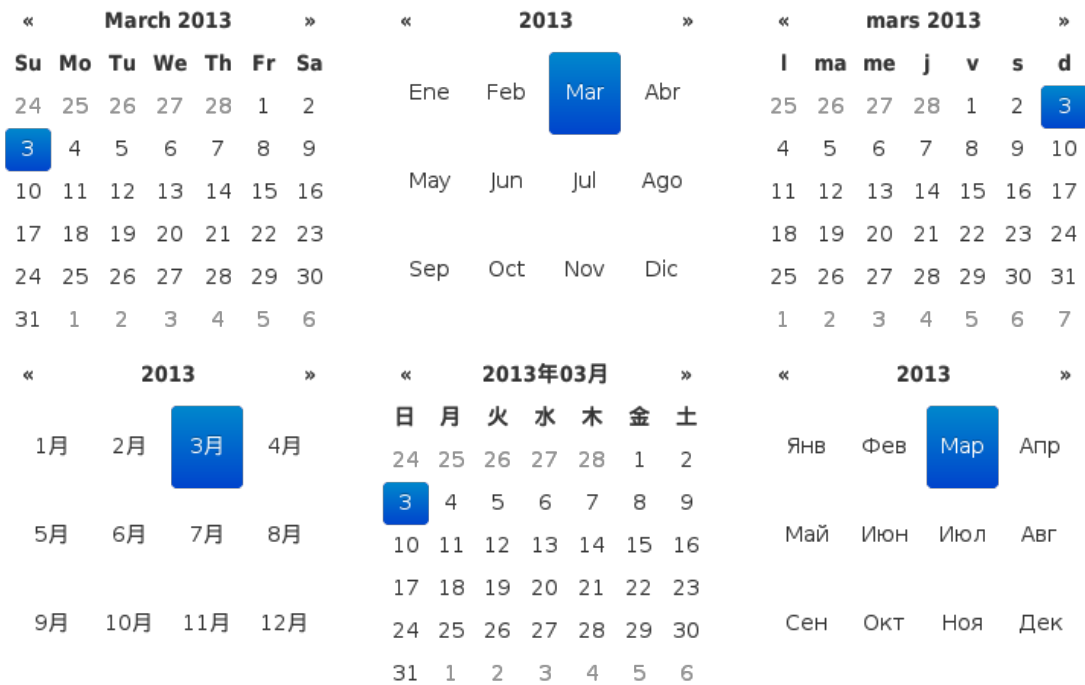 « March 2013 »
Su Mo Tu We Th Fr Sa
24 25 26 27 28 1 2
3 4 5 6 7 8 9
10 11 12 13 14 15 16
17 18 19 20 21 22 23
24 25 26 27 28 29 30
31 1 2 3 4 5 6
« 2013 »
Ene Feb Mar Abr
May Jun Jul Ago
Sep Oct Nov Dic
« mars 2013 »
l ma me j v s d
25 26 27 28 1 2 3
4 5 6 7 8 9 10
11 12 13 14 15 16 17
18 19 20 21 22 23 24
25 26 27 28 29 30 31
1 2 3 4 5 6 7
« 2013 »
1月 2月 3月 4月
5月 6月 7月 8月
9月 10月 11月 12月
« 2013年03月 »
日 月 火 水 木 金 土
24 25 26 27 28 1 2
3 4 5 6 7 8 9
10 11 12 13 14 15 16
17 18 19 20 21 22 23
24 25 26 27 28 29 30
31 1 2 3 4 5 6
« 2013 »
Янв Фев Мар Апр
Май Июн Июл Авг
Сен Окт Ноя Дек